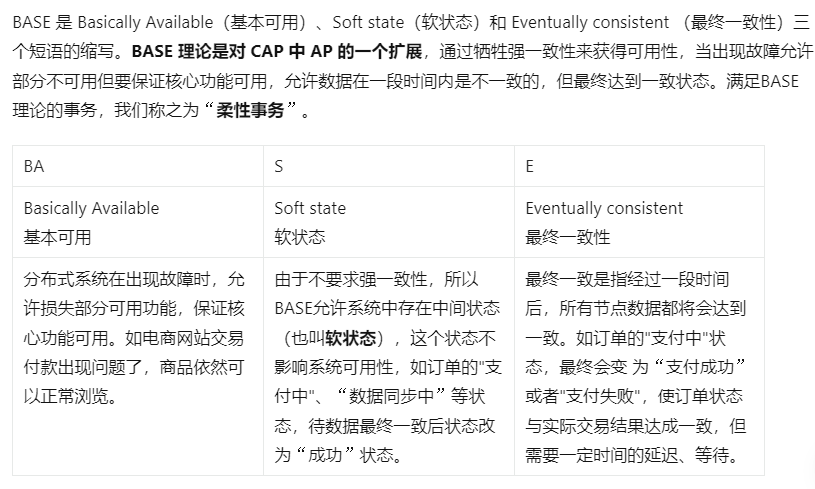 BASE 是 Basically Available（基本可用）、Soft state（软状态）和 Eventually consistent （最终一致性）三
个短语的缩写。BASE 理论是对 CAP 中 AP 的一个扩展，通过牺牲强一致性来获得可用性，当出现故障允许
部分不可用但要保证核心功能可用，允许数据在一段时间内是不一致的，但最终达到一致状态。满足BASE
理论的事务，我们称之为“柔性事务”。
BA
S
E
Basically Available
基本可用
Soft state
软状态
Eventually consistent
最终一致性
分布式系统在出现故障时，允
许损失部分可用功能，保证核
心功能可用。如电商网站交易
付款出现问题了，商品依然可
以正常浏览。
由于不要求强一致性，所以
BASE允许系统中存在中间状态
（也叫软状态），这个状态不
影响系统可用性，如订单的"支
付中"、“数据同步中”等状
态，待数据最终一致后状态改
为“成功”状态。
最终一致是指经过一段时间
后，所有节点数据都将会达到
一致。如订单的"支付中"状
态，最终会变 为“支付成功”
或者"支付失败"，使订单状态
与实际交易结果达成一致，但
需要一定时间的延迟、等待。